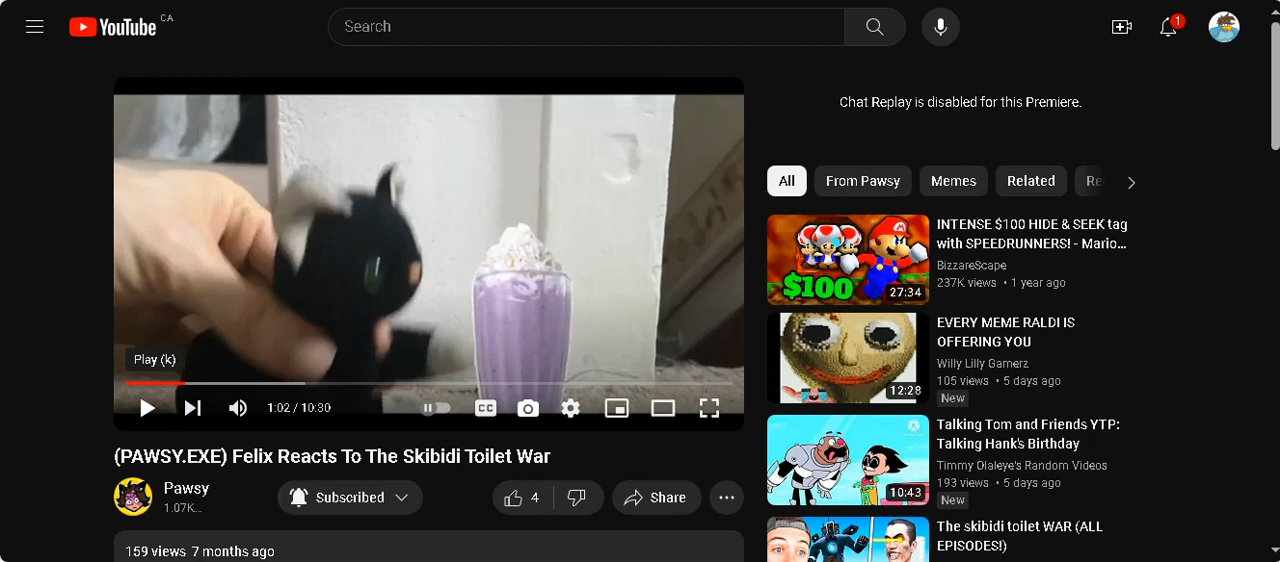 YouTube CA
Search
1
Chat Replay is disabled for this Premiere.
All From Pawsy Memes Related Re
Play (k)
1:02 / 10:30
CC
(PAWSY.EXE) Felix Reacts To The Skibidi Toilet War
Pawsy
1.07K...
Subscribed
4
Share
159 views 7 months ago
$100
27:34
INTENSE $100 HIDE & SEEK tag
with SPEEDRUNNERS! - Mario...
BizzareScape
237K views • 1 year ago
12:28
EVERY MEME RALDI IS
OFFERING YOU
Willy Lilly Gamerz
105 views • 5 days ago
New
10:43
Talking Tom and Friends YTP:
Talking Hank's Birthday
Timmy Olaleye's Random Videos
193 views • 5 days ago
New
The skibidi toilet WAR (ALL
EPISODES!)